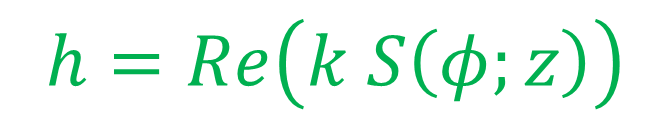 h = Re(k S(ϕ; z))